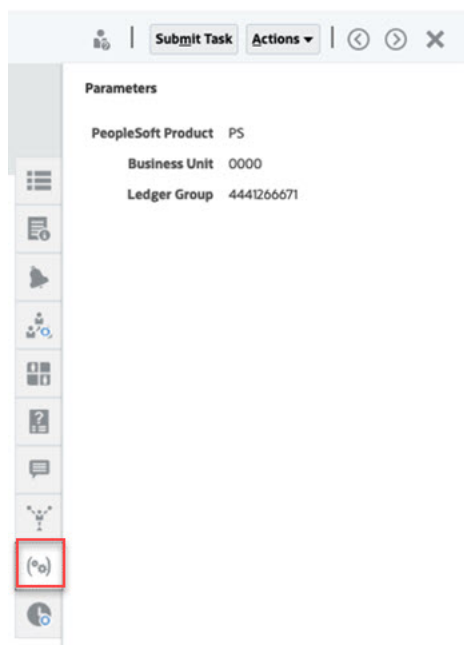 Submit Task Actions
Parameters
PeopleSoft Product PS
Business Unit 0000
Ledger Group 4441266671